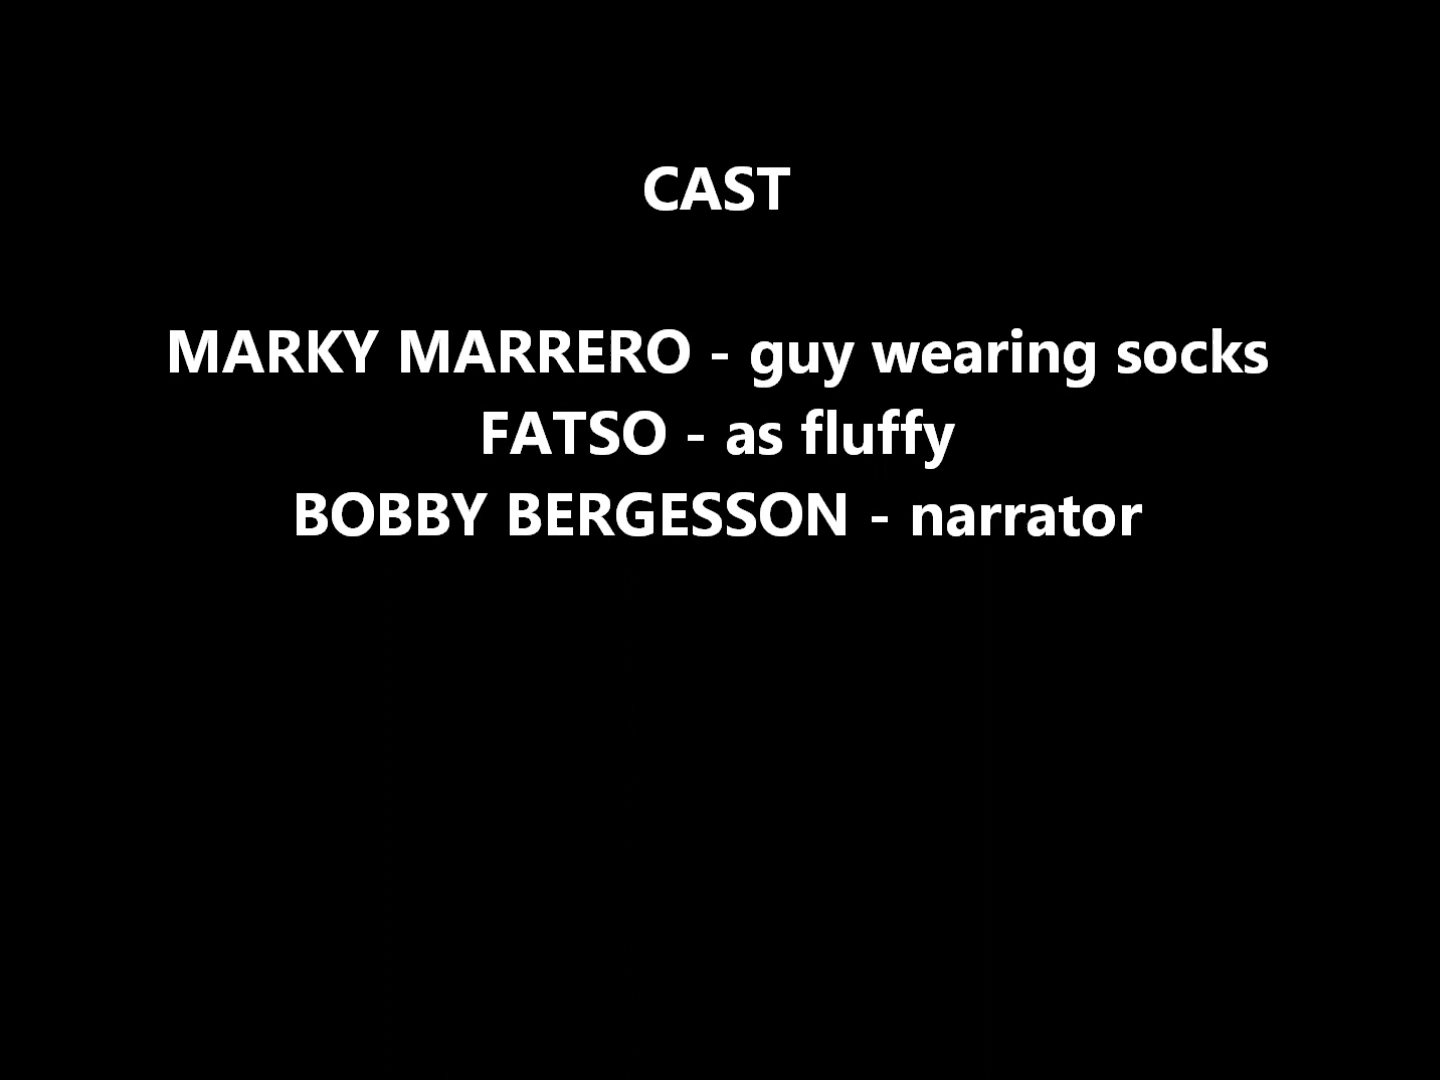 CAST
MARKY MARRERO - guy wearing socks
FATSO - as fluffy
BOBBY BERGESSON - narrator